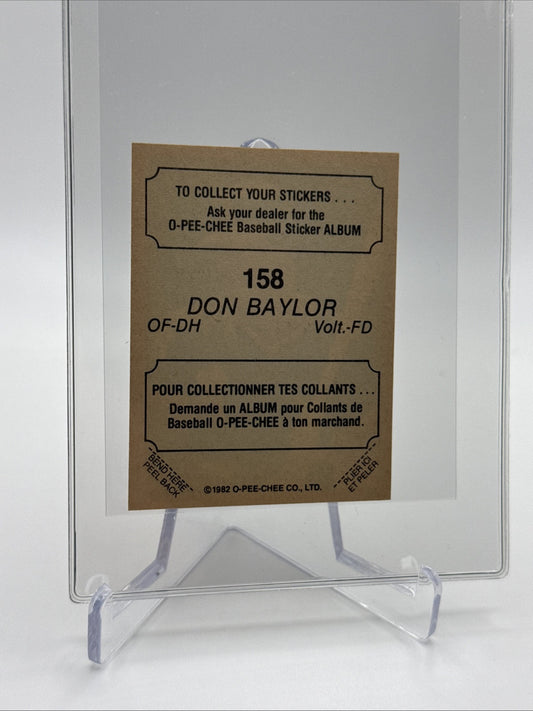 TO COLLECT YOUR STICKERS . . .
Ask your dealer for the
O-PEE-CHEE Baseball Sticker ALBUM
158
DON BAYLOR
OF-DH Volt.-FD
POUR COLLECTIONNER TES COLLANTS . . .
Demande un ALBUM pour Collants de
Baseball O-PEE-CHEE à ton marchand.
BEND HERE
PEEL BACK
©1982 O-PEE-CHEE CO., LTD.
PLIER ICI
ET PELER